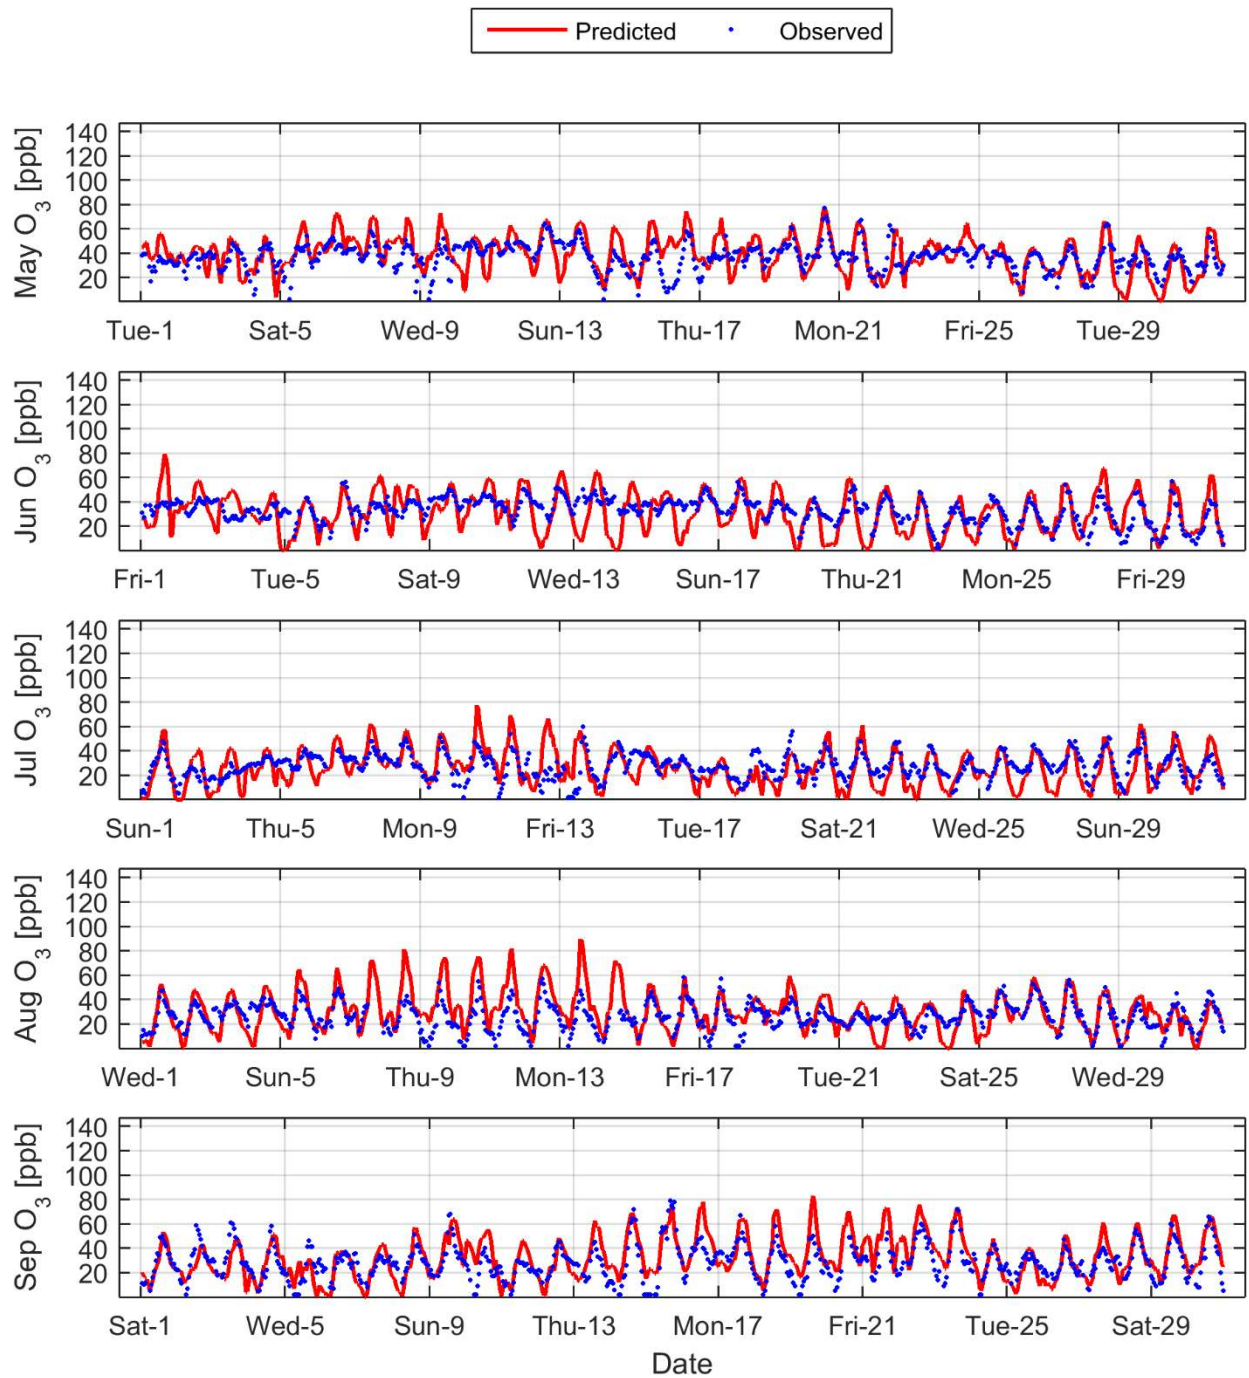 Predicted Observed
May O₃ [ppb]
140
120
100
80
60
40
20
Tue-1 Sat-5 Wed-9 Sun-13 Thu-17 Mon-21 Fri-25 Tue-29
Jun O₃ [ppb]
140
120
100
80
60
40
20
Fri-1 Tue-5 Sat-9 Wed-13 Sun-17 Thu-21 Mon-25 Fri-29
Jul O₃ [ppb]
140
120
100
80
60
40
20
Sun-1 Thu-5 Mon-9 Fri-13 Tue-17 Sat-21 Wed-25 Sun-29
Aug O₃ [ppb]
140
120
100
80
60
40
20
Wed-1 Sun-5 Thu-9 Mon-13 Fri-17 Tue-21 Sat-25 Wed-29
Sep O₃ [ppb]
140
120
100
80
60
40
20
Sat-1 Wed-5 Sun-9 Thu-13 Mon-17 Fri-21 Tue-25 Sat-29
Date